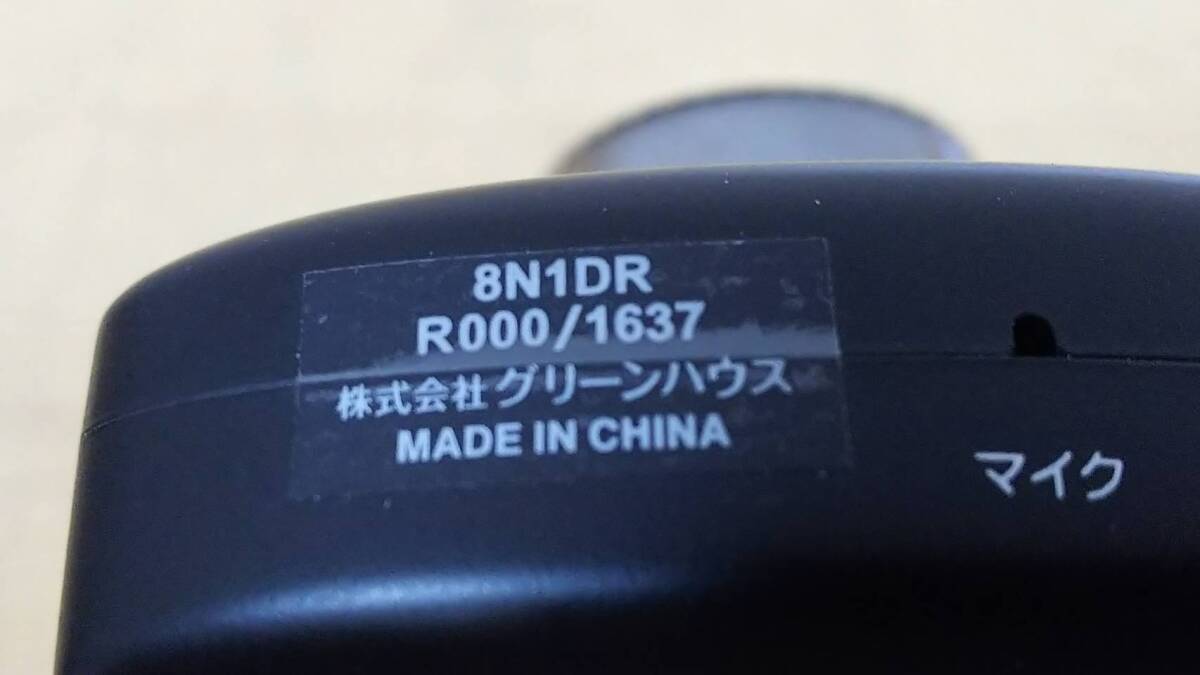 8N1DR
R000/1637
株式会社グリーンハウス
MADE IN CHINA
マイク